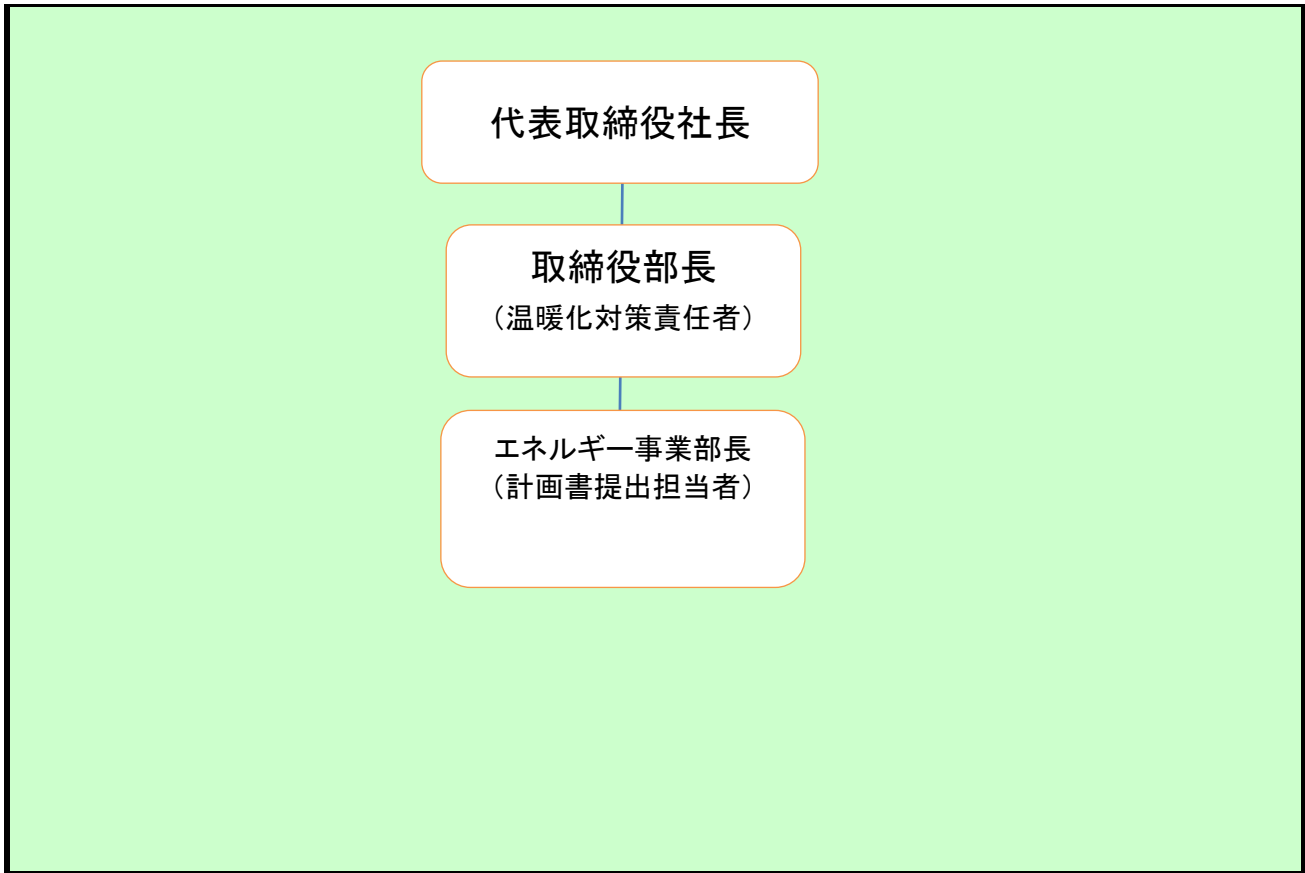 代表取締役社長
取締役部長
（温暖化対策責任者）
エネルギー事業部長
（計画書提出担当者）